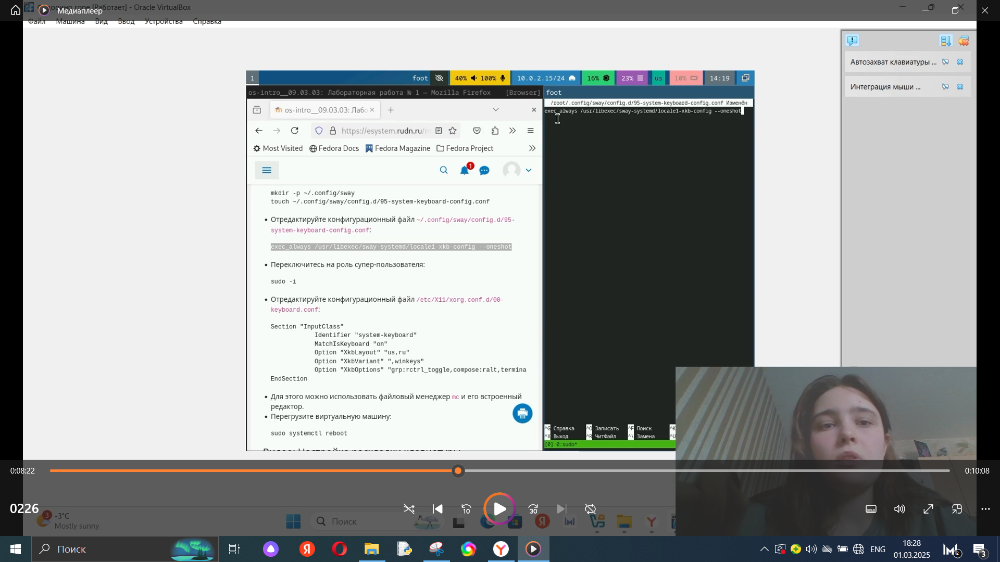 [Работает] - Oracle VirtualBox
Медиаплеер
Файл Машина Вид Ввод Устройства Справка
Автозахват клавиатуры ...
Интеграция мыши ...
1 foot 40% 100% 10.0.2.15/24 16% 23% us 10% 14:19
os-intro__09.03.03: Лабораторная работа № 1 — Mozilla Firefox [Browser]
foot
os-intro__09.03.03: Лабо
/root/.config/sway/config.d/95-system-keyboard-config.conf Изменён
exec_always /usr/libexec/sway-systemd/locale1-xkb-config --oneshot
https://esystem.rudn.ru/m
Most Visited Fedora Docs Fedora Magazine Fedora Project
1
mkdir -p ~/.config/sway
touch ~/.config/sway/config.d/95-system-keyboard-config.conf
• Отредактируйте конфигурационный файл ~/.config/sway/config.d/95-
system-keyboard-config.conf:
exec_always /usr/libexec/sway-systemd/locale1-xkb-config --oneshot
• Переключитесь на роль супер-пользователя:
sudo -i
• Отредактируйте конфигурационный файл /etc/X11/xorg.conf.d/00-
keyboard.conf:
Section "InputClass"
Identifier "system-keyboard"
MatchIsKeyboard "on"
Option "XkbLayout" "us,ru"
Option "XkbVariant" ",winkeys"
Option "XkbOptions" "grp:rctrl_toggle,compose:ralt,termina
EndSection
• Для этого можно использовать файловый менеджер mc и его встроенный
редактор.
• Перегрузите виртуальную машину:
sudo systemctl reboot
^G Справка ^O Записать ^F Поиск ^K
^X Выход ^R ЧитФайл ^\ Замена ^U
[0] 0:sudo*
0:08:22
0:10:08
0226
10
30
3
-3°C
Mostly sunny
Поиск
Поиск
ENG
18:28
01.03.2025
2
3